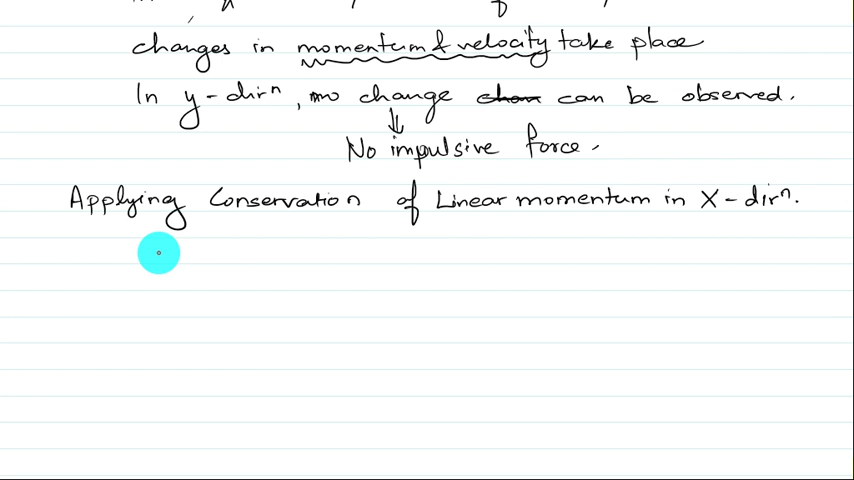 changes in momentum & velocity take place
In y-dirⁿ, no change can be observed.
No impulsive force.
Applying Conservation of Linear momentum in X-dirⁿ.